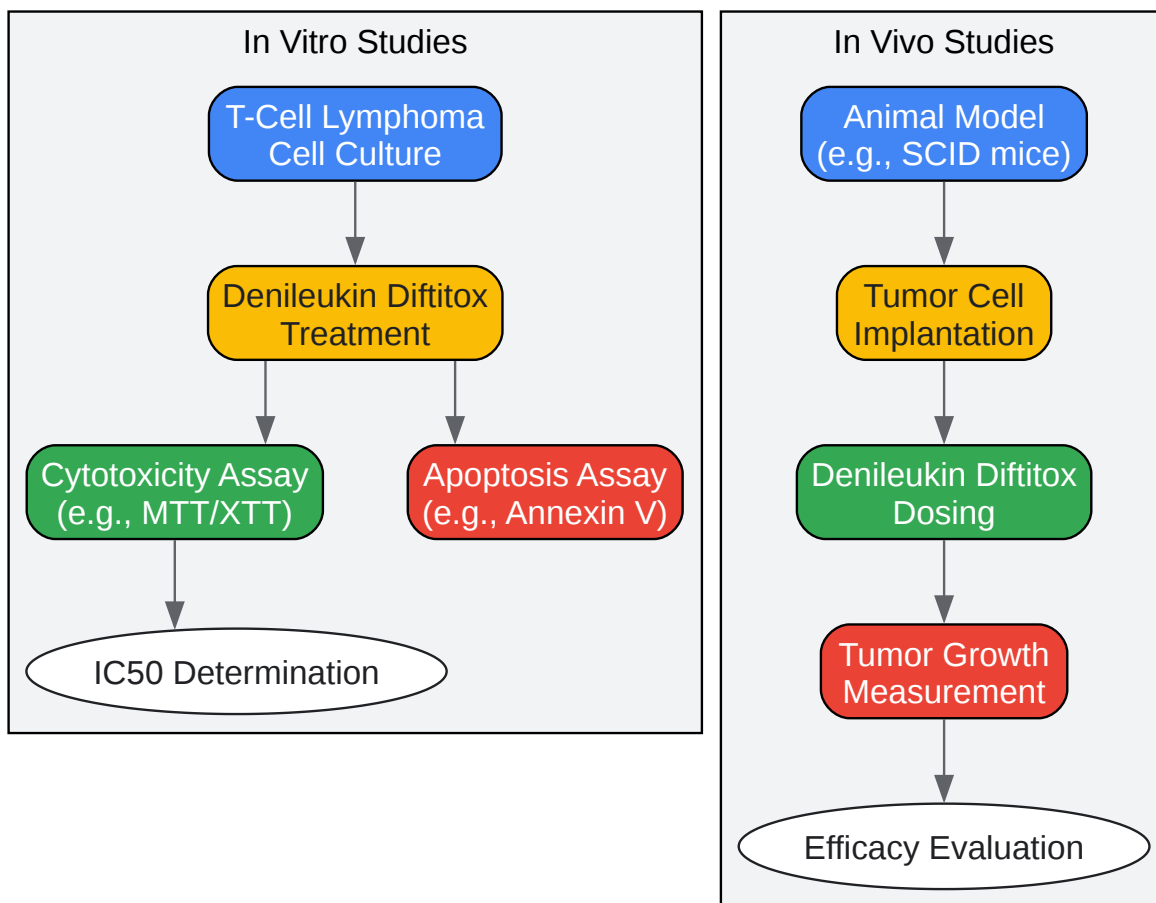 In Vitro Studies
T-Cell Lymphoma
Cell Culture
Denileukin Diftitox
Treatment
Cytotoxicity Assay
(e.g., MTT/XTT)
Apoptosis Assay
(e.g., Annexin V)
IC50 Determination
In Vivo Studies
Animal Model
(e.g., SCID mice)
Tumor Cell
Implantation
Denileukin Diftitox
Dosing
Tumor Growth
Measurement
Efficacy Evaluation